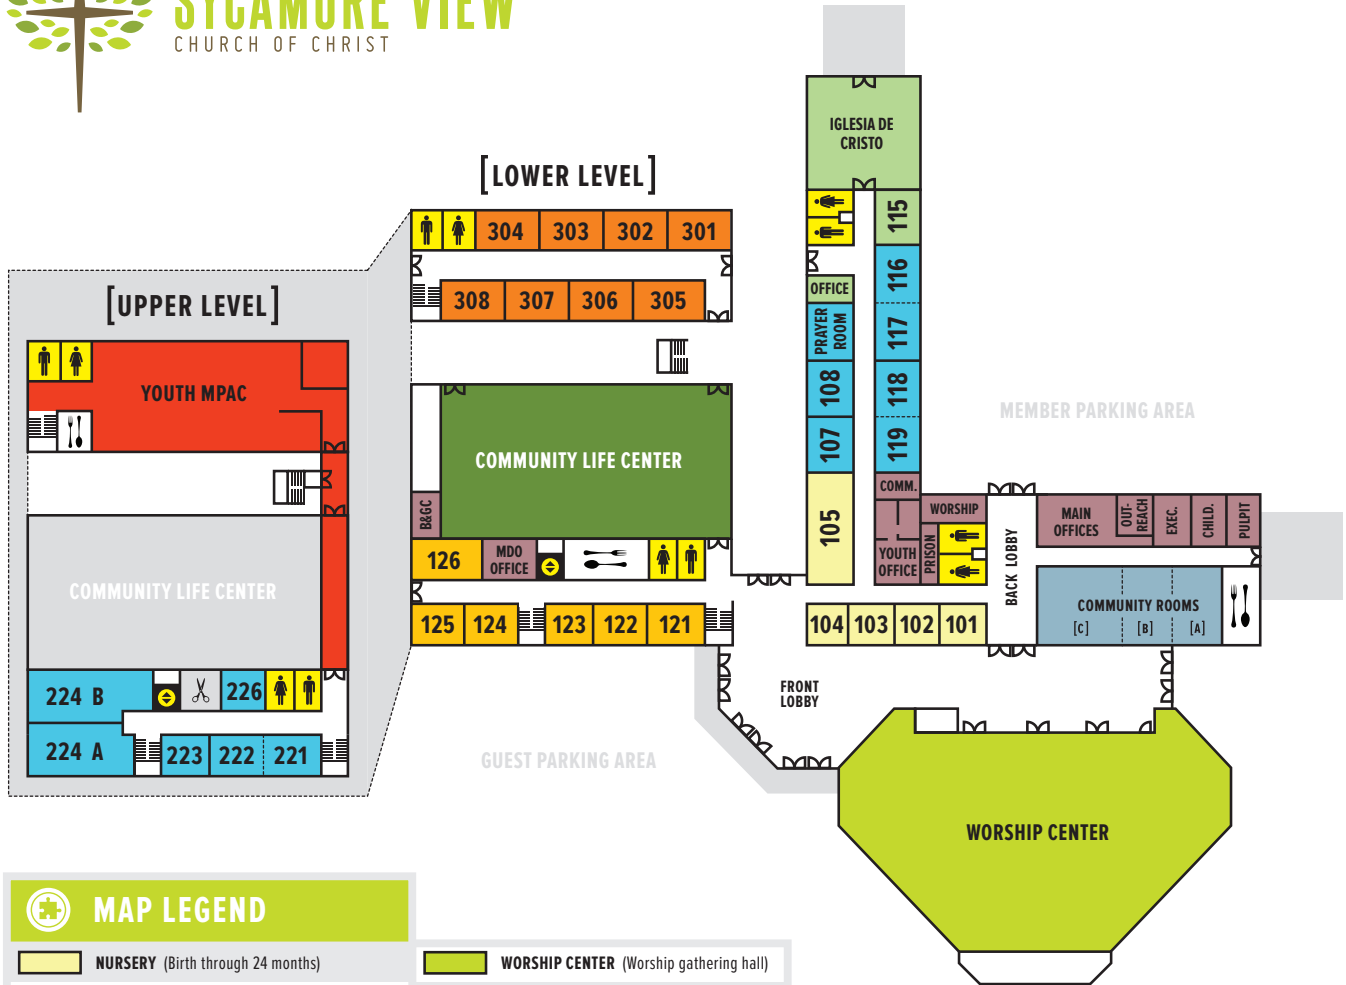 SYCAMORE VIEW
CHURCH OF CHRIST
[LOWER LEVEL]
[UPPER LEVEL]
IGLESIA DE
CRISTO
115
116
117
118
119
OFFICE
PRAYER
ROOM
108
107
105
COMM.
WORSHIP
YOUTH
OFFICE
PRISON
304
303
302
301
308
307
306
305
YOUTH MPAC
COMMUNITY LIFE CENTER
B&GC
126
MDO
OFFICE
125
124
123
122
121
104
103
102
101
BACK LOBBY
MEMBER PARKING AREA
MAIN
OFFICES
OUT-
REACH
EXEC.
CHILD.
PULPIT
COMMUNITY ROOMS
[C]
[B]
[A]
COMMUNITY LIFE CENTER
224 B
226
224 A
223
222
221
FRONT
LOBBY
GUEST PARKING AREA
WORSHIP CENTER
MAP LEGEND
NURSERY (Birth through 24 months)
WORSHIP CENTER (Worship gathering hall)